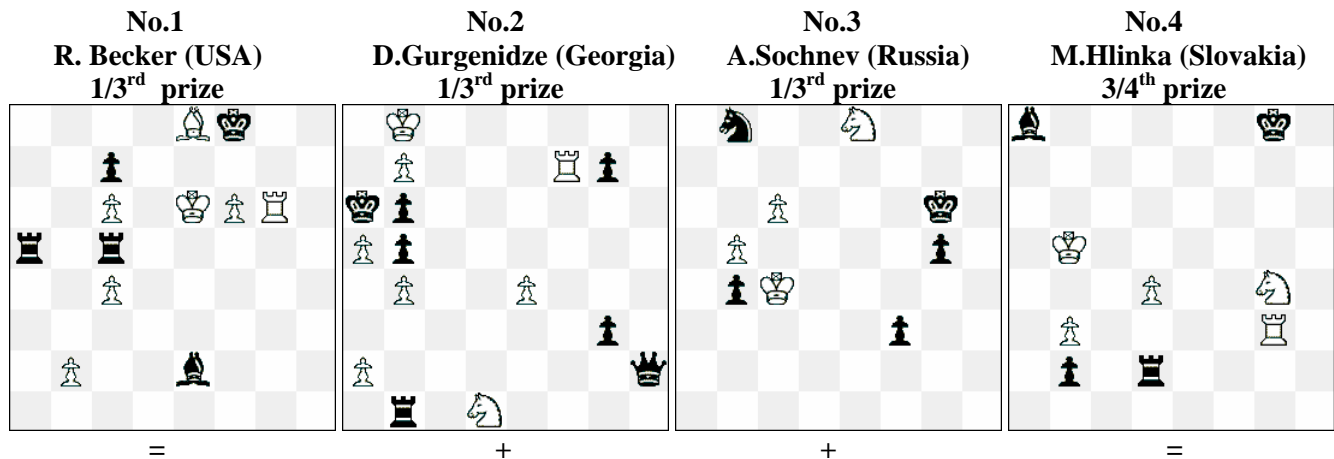 No.1 No.2 No.3 No.4
R. Becker (USA) D.Gurgenidze (Georgia) A.Sochnev (Russia) M.Hlinka (Slovakia)
1/3rd prize 1/3rd prize 1/3rd prize 3/4th prize
= + + =